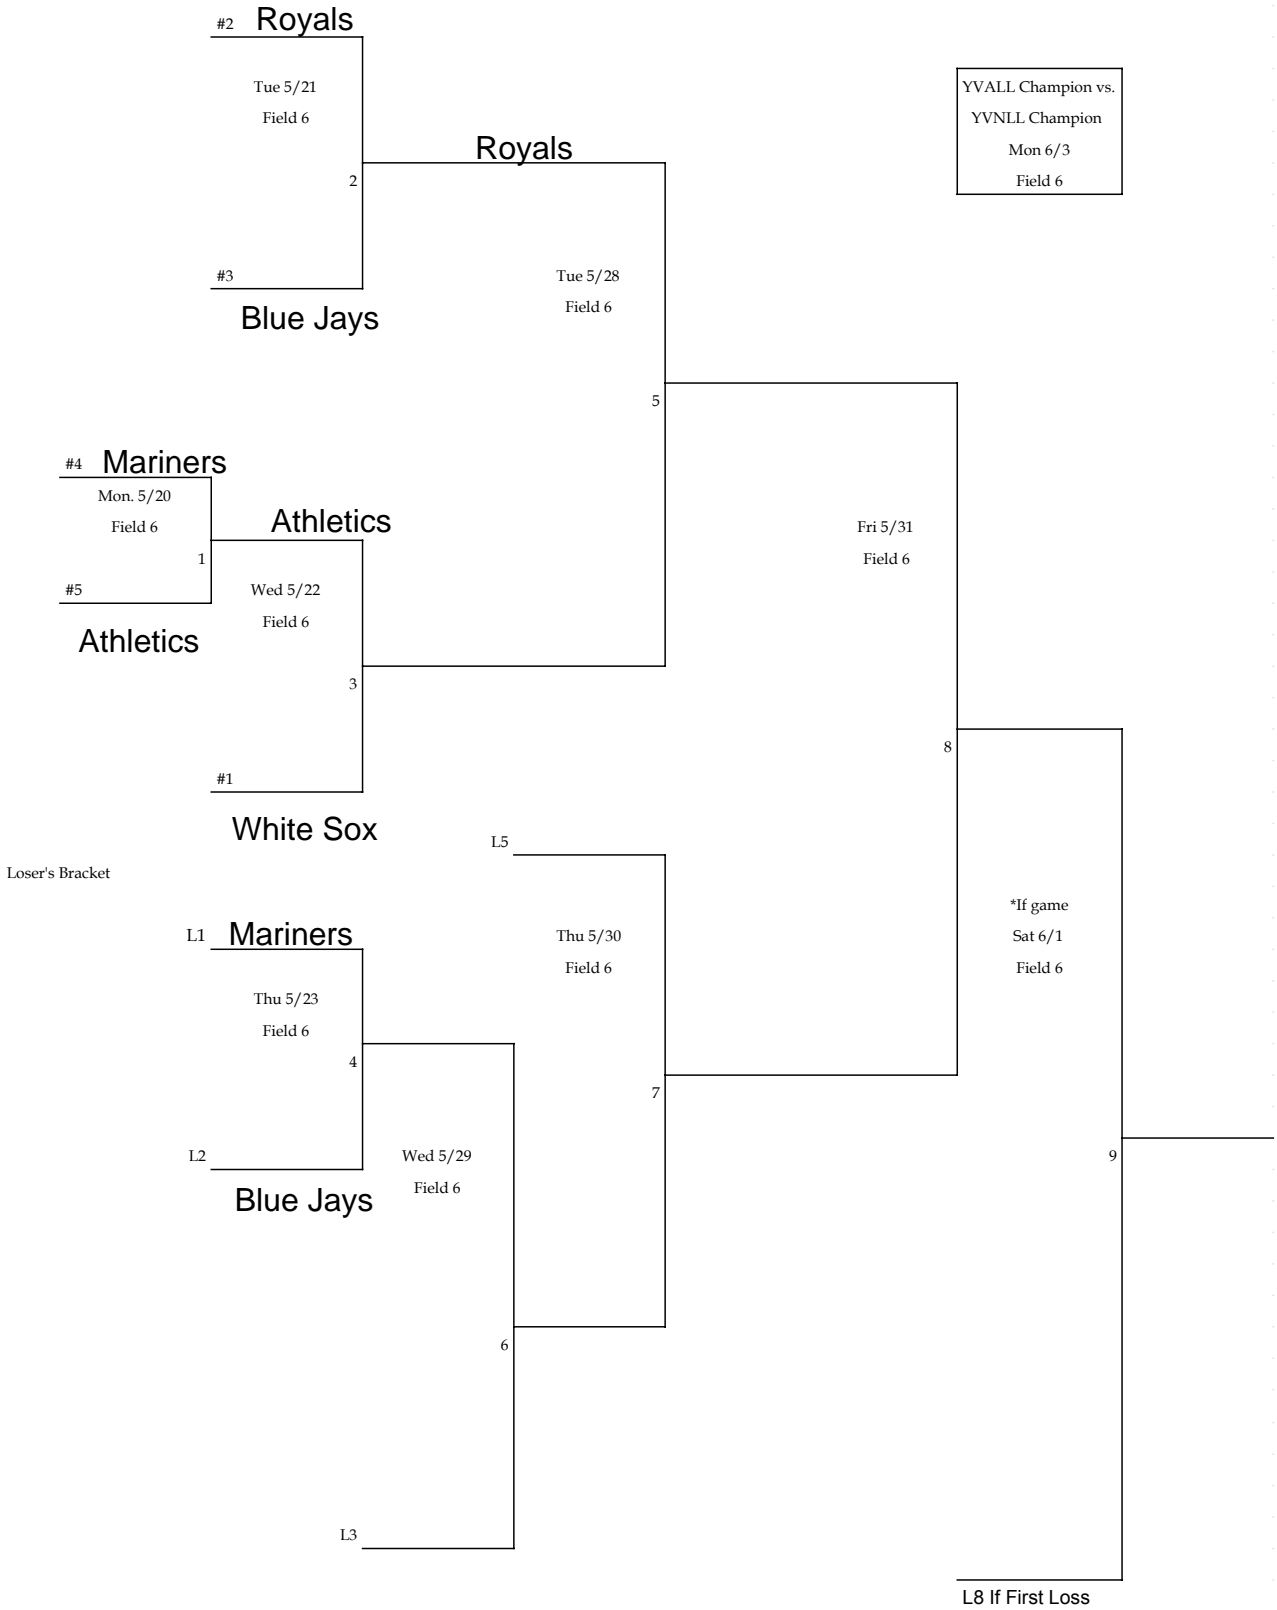 #2 Royals
Tue 5/21
Field 6
2
Royals
#3
Blue Jays
YVALL Champion vs.
YVNLL Champion
Mon 6/3
Field 6
Tue 5/28
Field 6
5
#4 Mariners
Mon. 5/20
Field 6
1
#5
Athletics
Athletics
Wed 5/22
Field 6
3
#1
White Sox
Fri 5/31
Field 6
8
Loser's Bracket
L5
L1 Mariners
Thu 5/23
Field 6
4
L2
Blue Jays
Thu 5/30
Field 6
7
Wed 5/29
Field 6
6
L3
*If game
Sat 6/1
Field 6
9
L8 If First Loss